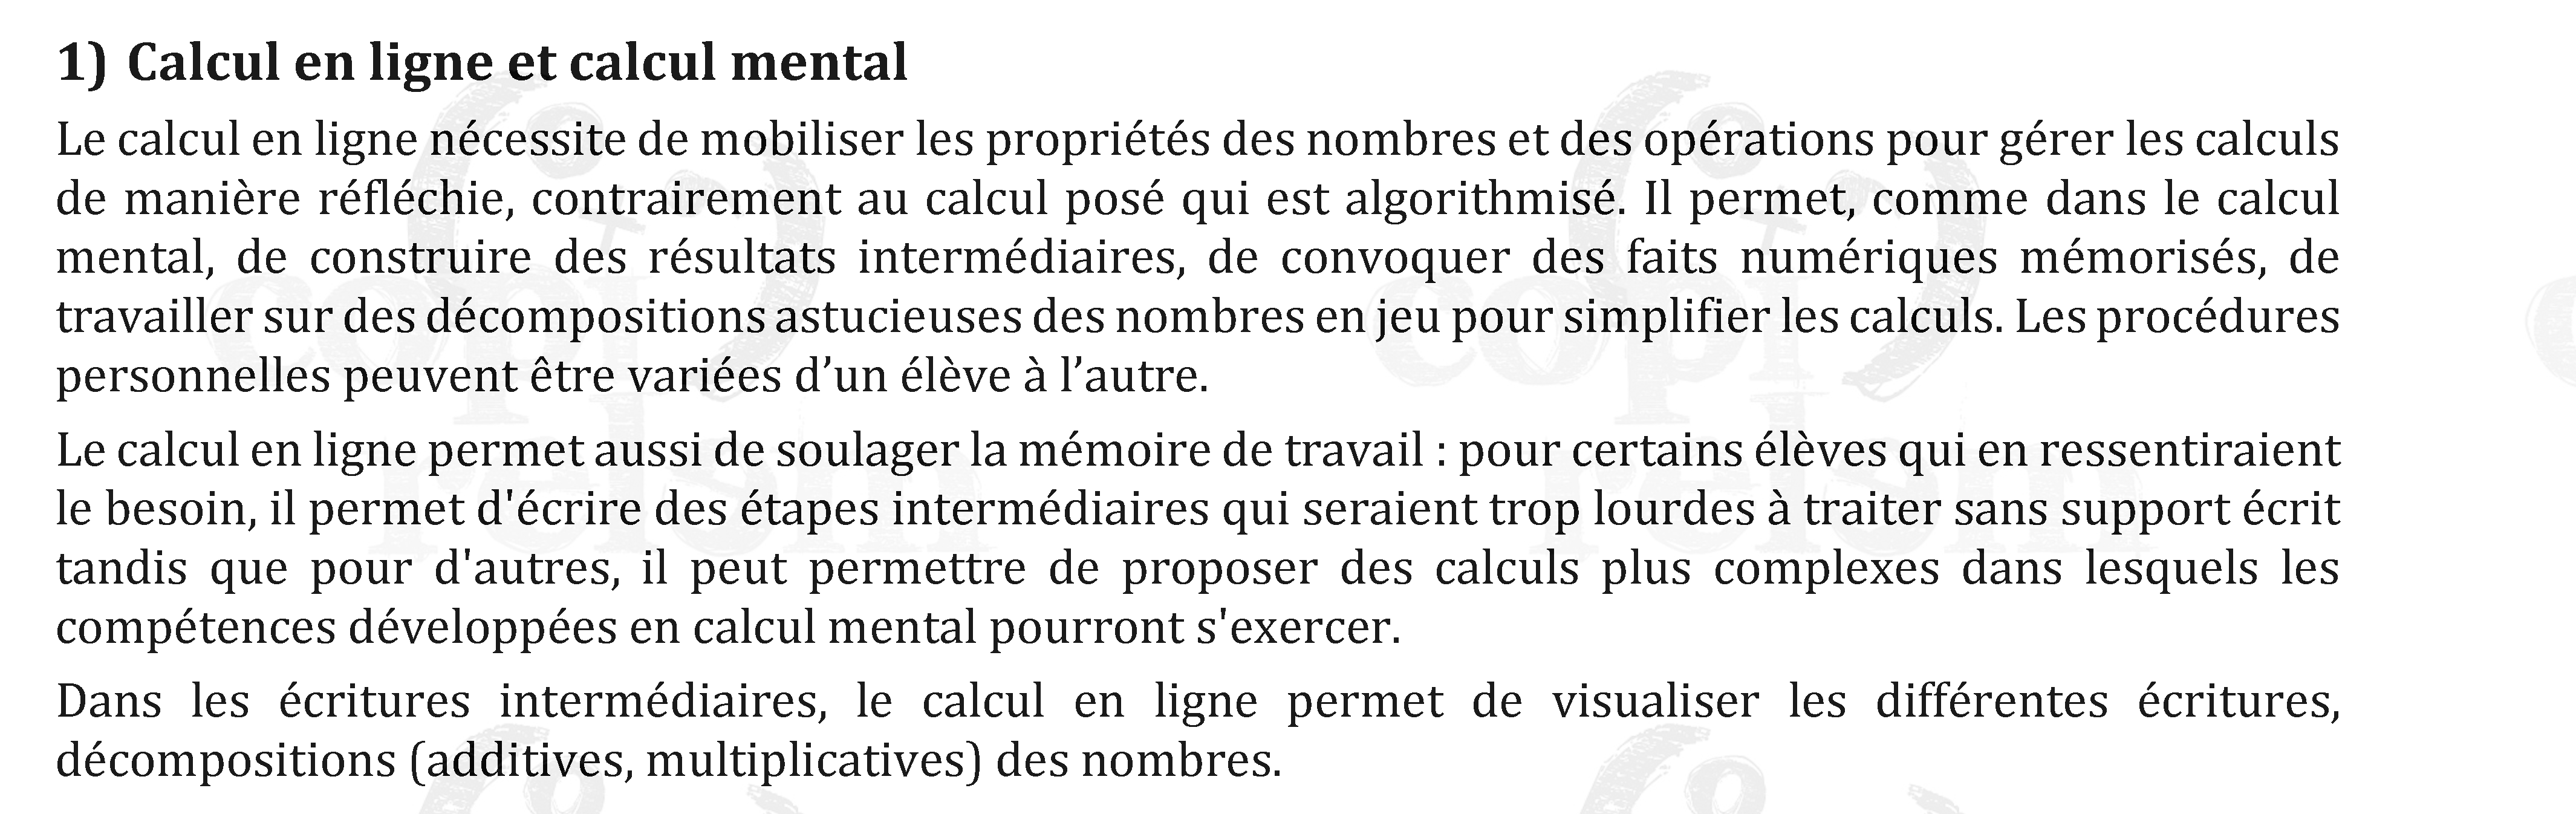 1) Calcul en ligne et calcul mental
Le calcul en ligne nécessite de mobiliser les propriétés des nombres et des opérations pour gérer les calculs
de manière réfléchie, contrairement au calcul posé qui est algorithmisé. Il permet, comme dans le calcul
mental, de construire des résultats intermédiaires, de convoquer des faits numériques mémorisés, de
travailler sur des décompositions astucieuses des nombres en jeu pour simplifier les calculs. Les procédures
personnelles peuvent être variées d’un élève à l’autre.
Le calcul en ligne permet aussi de soulager la mémoire de travail : pour certains élèves qui en ressentiraient
le besoin, il permet d'écrire des étapes intermédiaires qui seraient trop lourdes à traiter sans support écrit
tandis que pour d'autres, il peut permettre de proposer des calculs plus complexes dans lesquels les
compétences développées en calcul mental pourront s'exercer.
Dans les écritures intermédiaires, le calcul en ligne permet de visualiser les différentes écritures,
décompositions (additives, multiplicatives) des nombres.